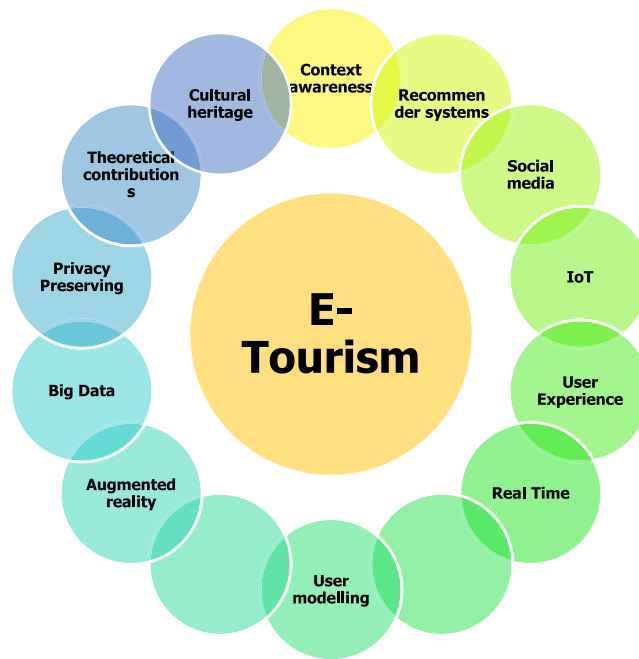 Context
awareness
Recommen
der systems
Social
media
IoT
User
Experience
Real Time
User
modelling
Augmented
reality
Big Data
Privacy
Preserving
Theoretical
contribution
s
Cultural
heritage
E-
Tourism